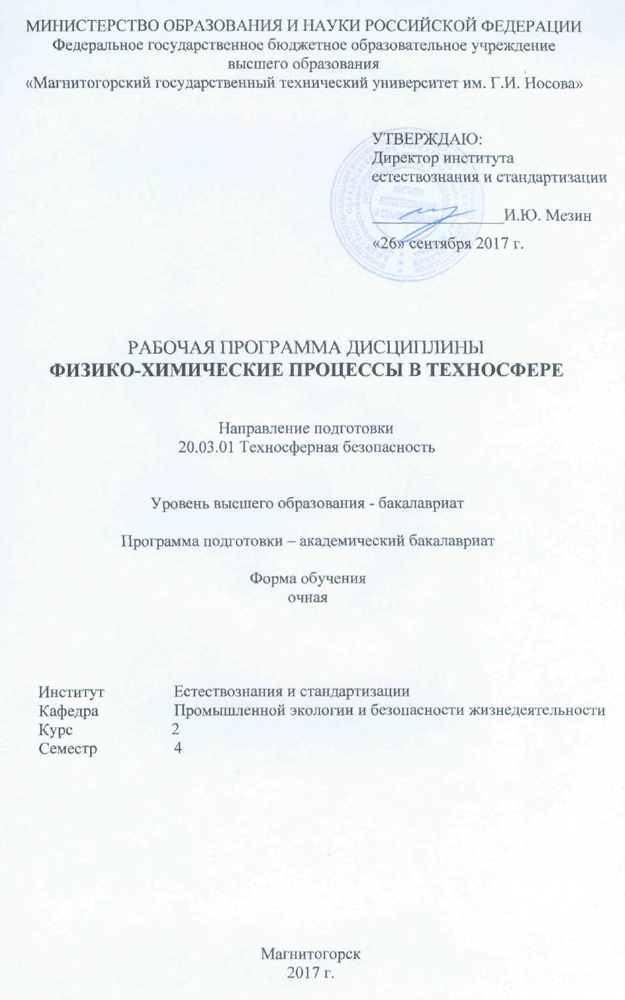 МИНИСТЕРСТВО ОБРАЗОВАНИЯ И НАУКИ РОССИЙСКОЙ ФЕДЕРАЦИИ
Федеральное государственное бюджетное образовательное учреждение
высшего образования
«Магнитогорский государственный технический университет им. Г.И. Носова»
УТВЕРЖДАЮ:
Директор института
естествознания и стандартизации
ИНСТИТУТ
ЕСТЕСТВОЗНАНИЯ
И СТАНДАРТИЗАЦИИ
И.Ю. Мезин
«26» сентября 2017 г.
РАБОЧАЯ ПРОГРАММА ДИСЦИПЛИНЫ
ФИЗИКО-ХИМИЧЕСКИЕ ПРОЦЕССЫ В ТЕХНОСФЕРЕ
Направление подготовки
20.03.01 Техносферная безопасность
Уровень высшего образования - бакалавриат
Программа подготовки – академический бакалавриат
Форма обучения
очная
Институт Естествознания и стандартизации
Кафедра Промышленной экологии и безопасности жизнедеятельности
Курс 2
Семестр 4
Магнитогорск
2017 г.